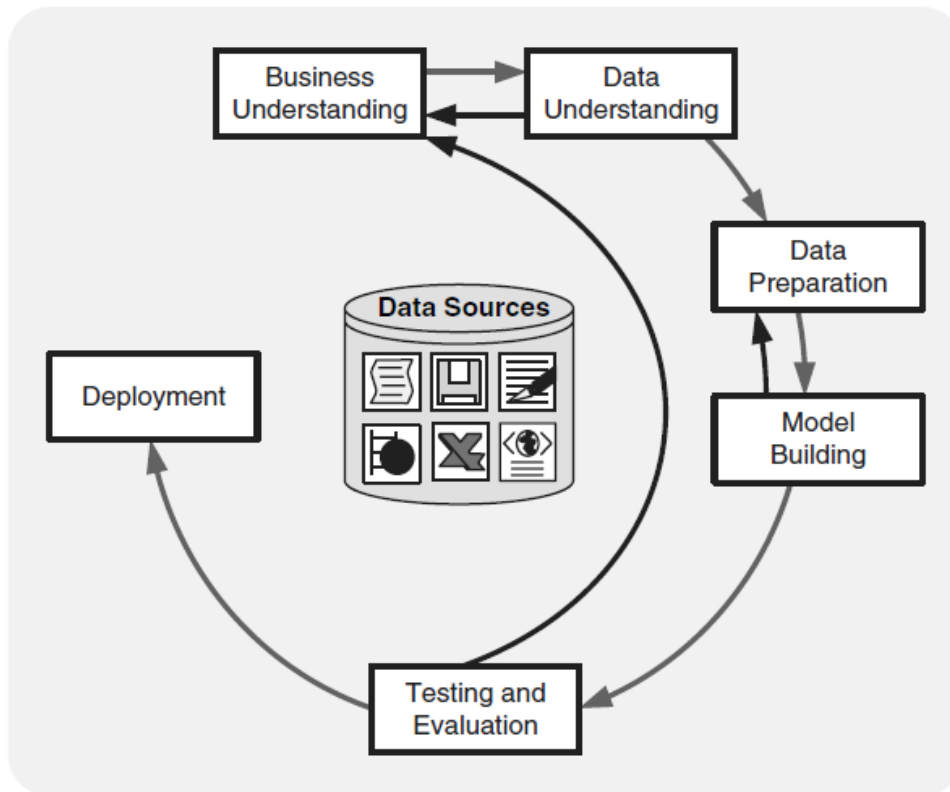 Business
Understanding
Data
Understanding
Data
Preparation
Data Sources
Deployment
Model
Building
Testing and
Evaluation